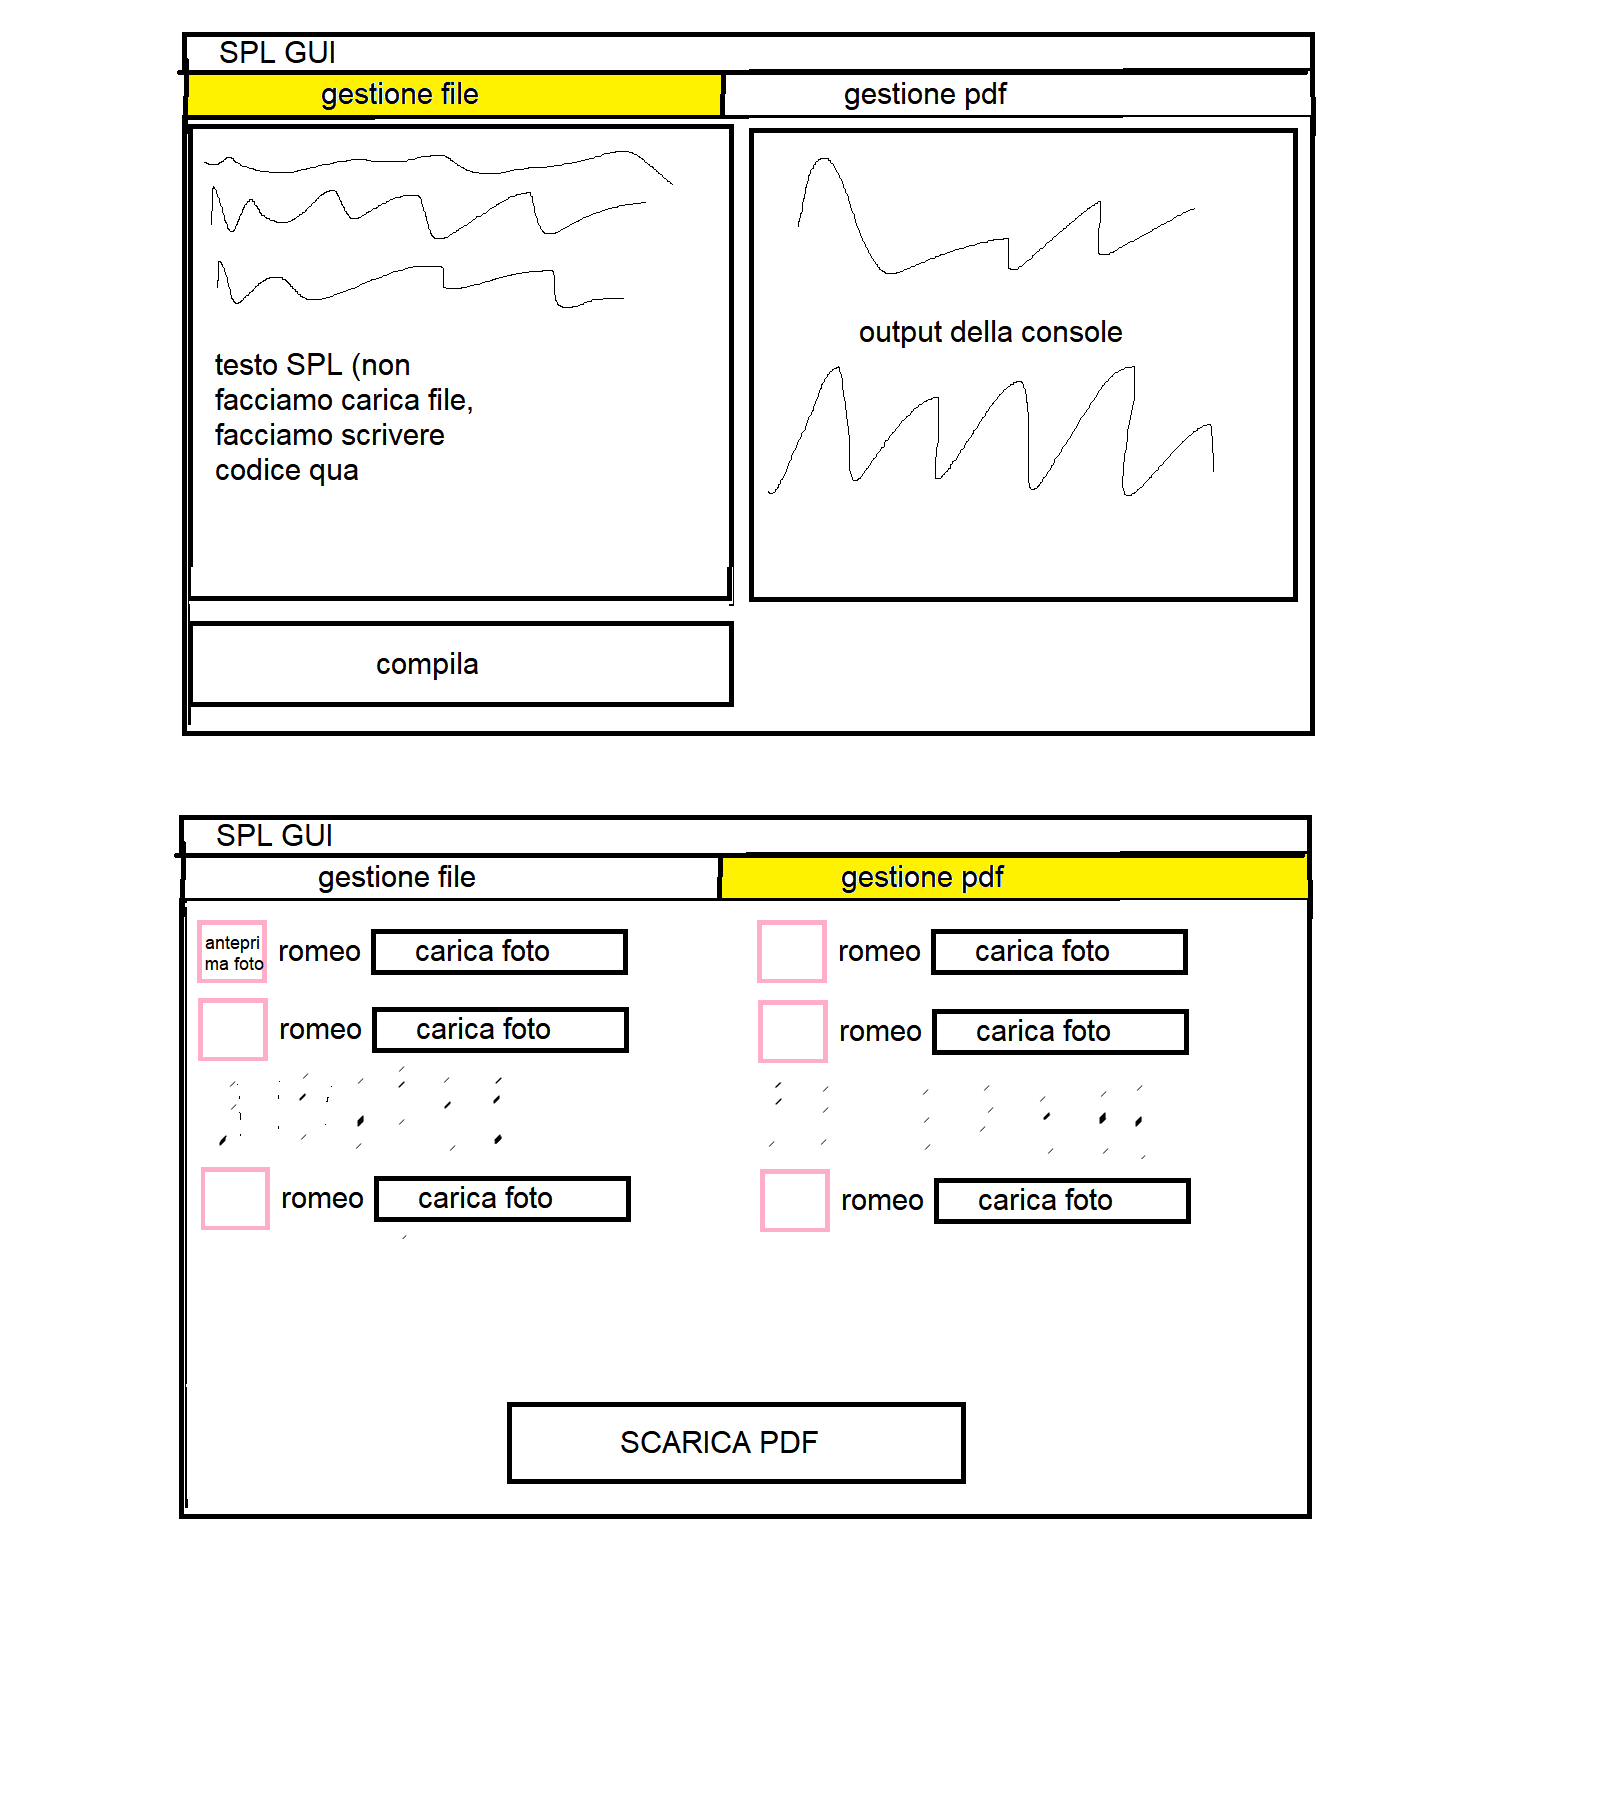 SPL GUI
gestione file
gestione pdf
testo SPL (non
facciamo carica file,
facciamo scrivere
codice qua
output della console
compila
SPL GUI
gestione file
gestione pdf
antepri
ma foto
romeo
carica foto
romeo
carica foto
romeo
carica foto
romeo
carica foto
romeo
carica foto
romeo
carica foto
SCARICA PDF